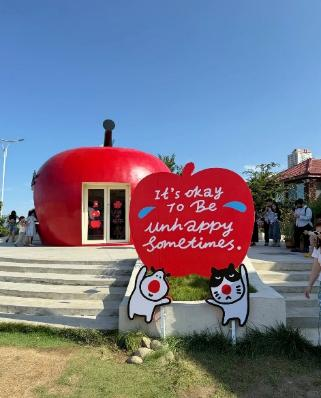 It's okay
To Be
unhappy
Sometimes.